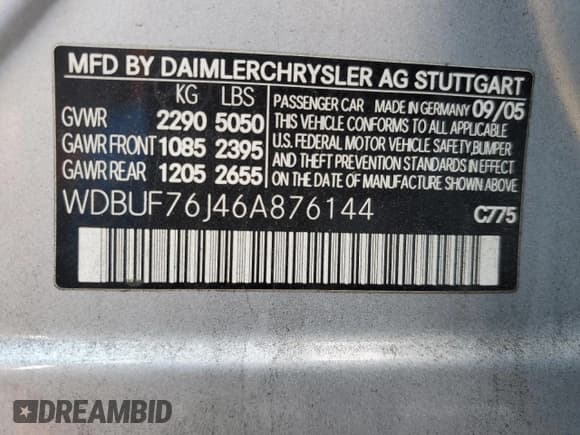 MFD BY DAIMLERCHRYSLER AG STUTTGART
KG LBS
GVWR 2290 5050
GAWR FRONT 1085 2395
GAWR REAR 1205 2655
PASSENGER CAR MADE IN GERMANY 09/05
THIS VEHICLE CONFORMS TO ALL APPLICABLE
U.S. FEDERAL MOTOR VEHICLE SAFETY,BUMPER
AND THEFT PREVENTION STANDARDS IN EFFECT
ON THE DATE OF MANUFACTURE SHOWN ABOVE
WDBUF76J46A876144 C775
DREAMBID